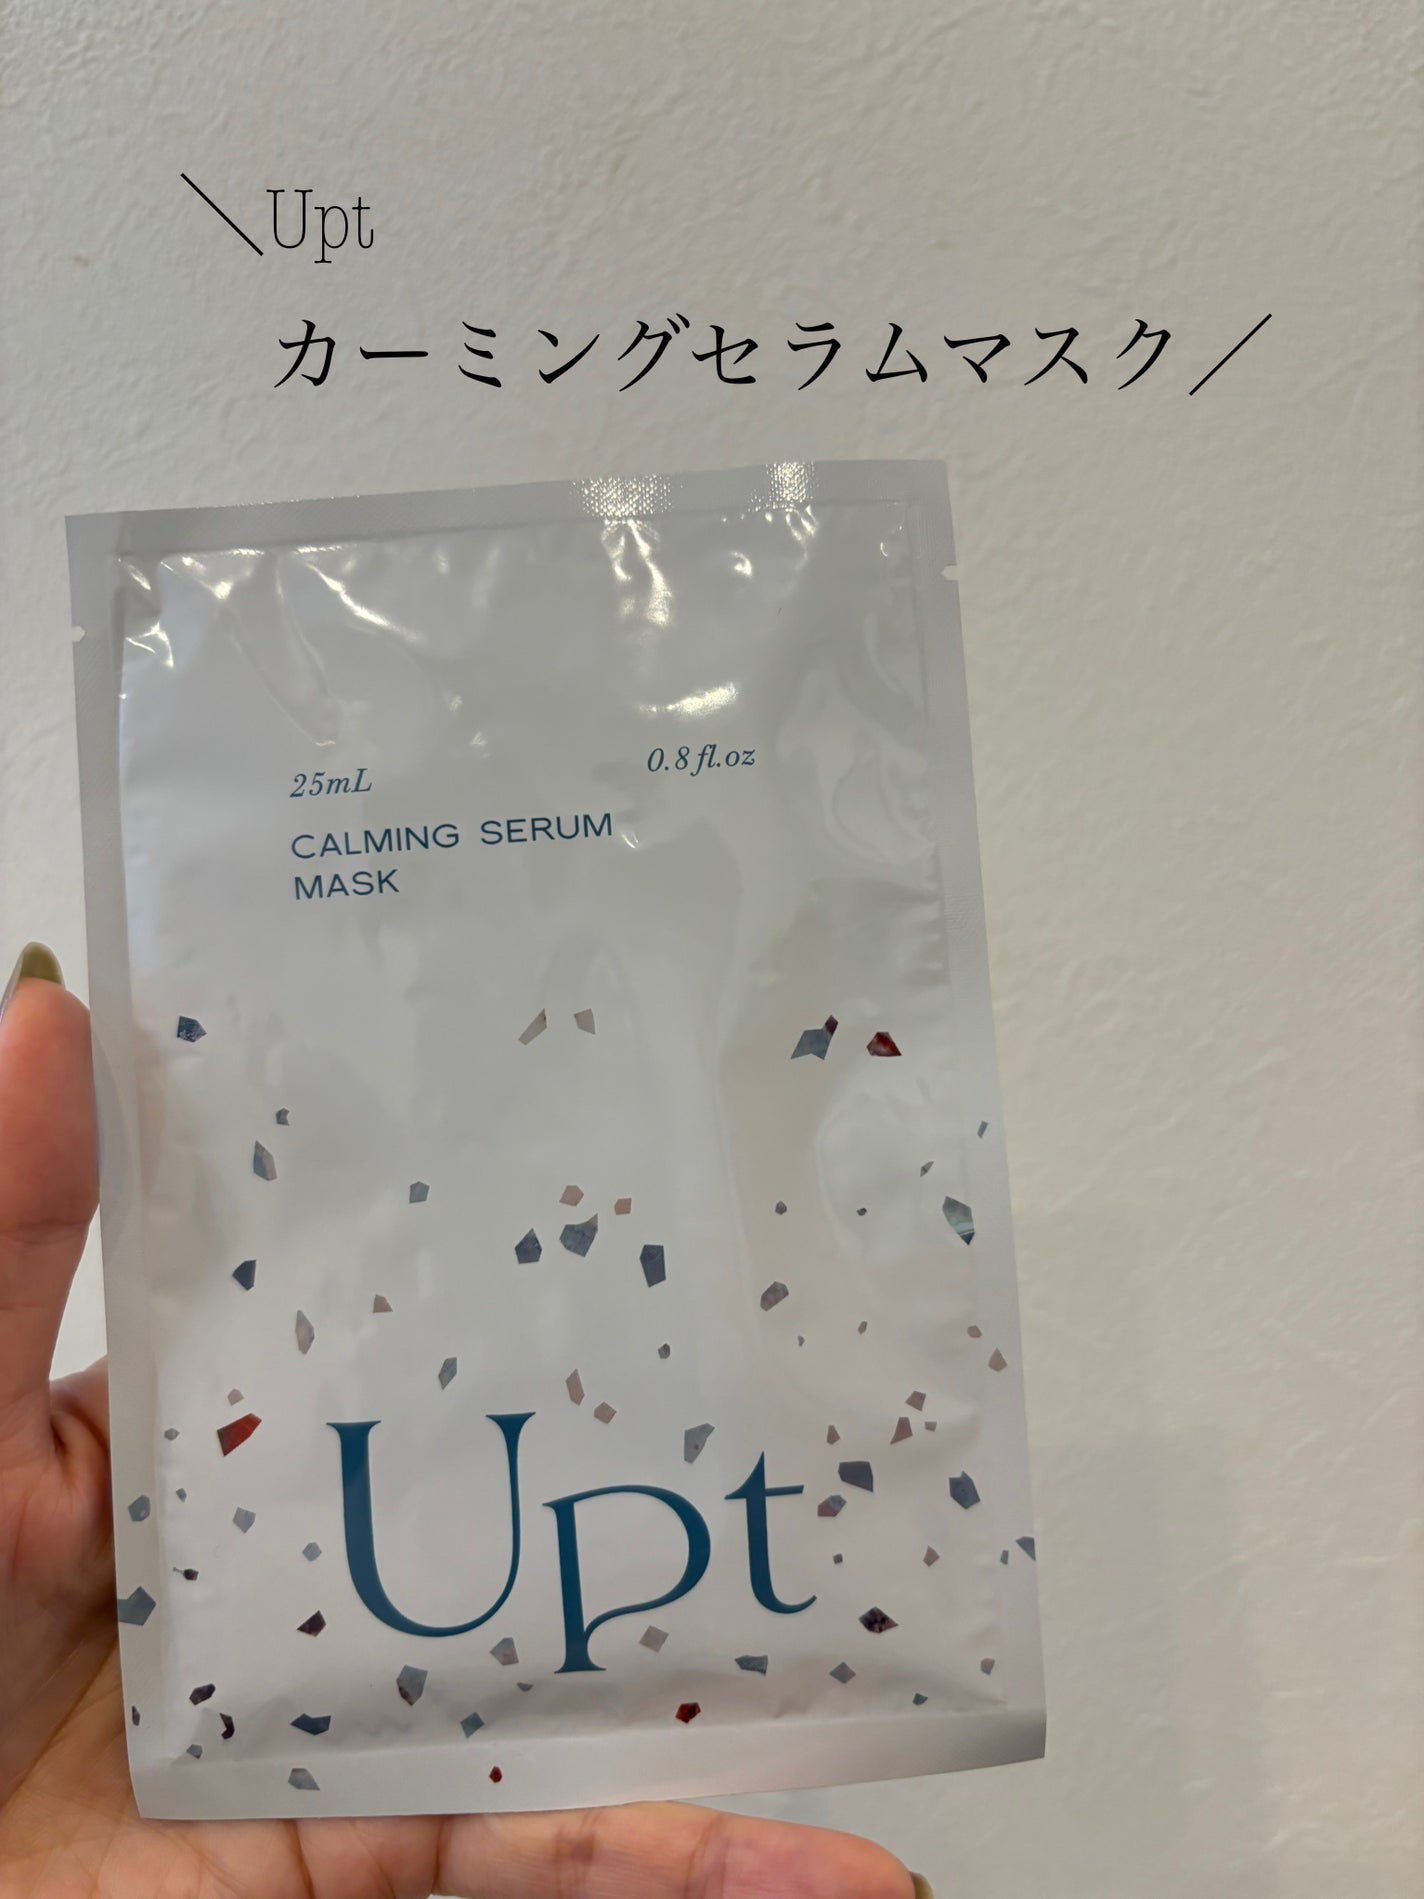 ＼Upt
カーミングセラムマスク／
25mL 0.8 fl.oz
CALMING SERUM
MASK
Upt